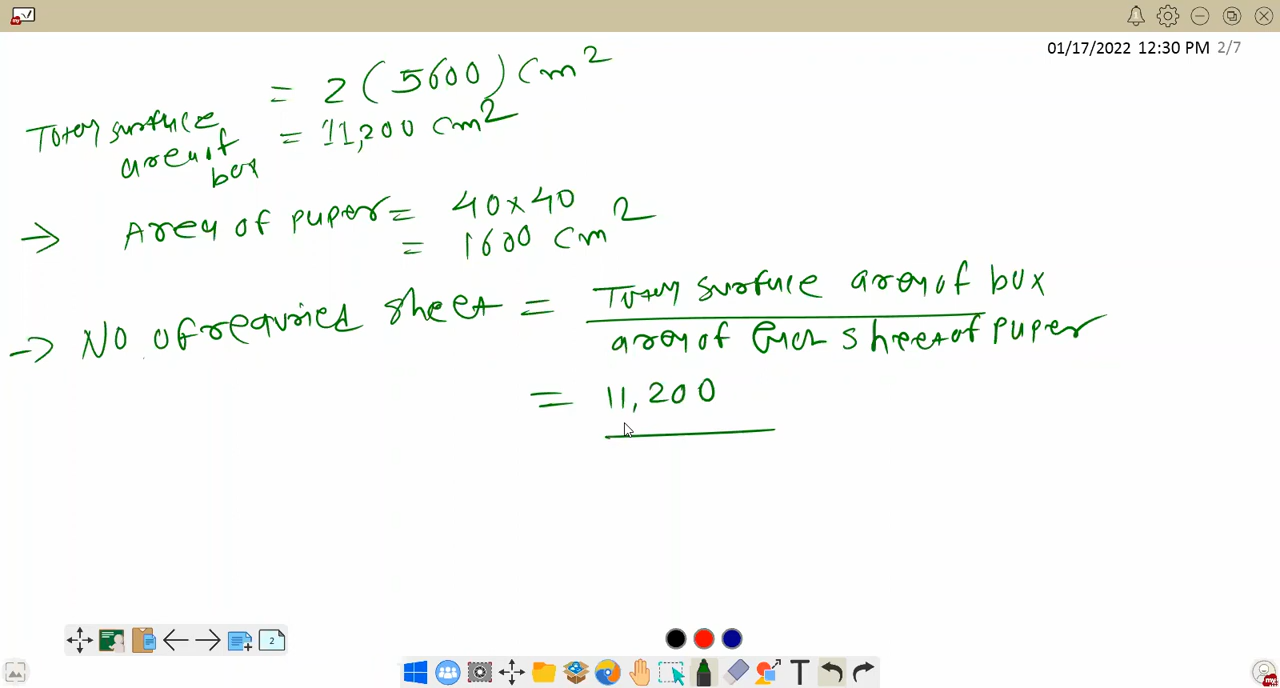 01/17/2022 12:30 PM 2/7
= 2 (5600) cm²
Total surface area of box = 11,200 cm²
→ Area of paper = 40×40
= 1600 cm²
→ No of required sheet = Total surface area of box
area of each sheet of paper
= 11,200
2
T